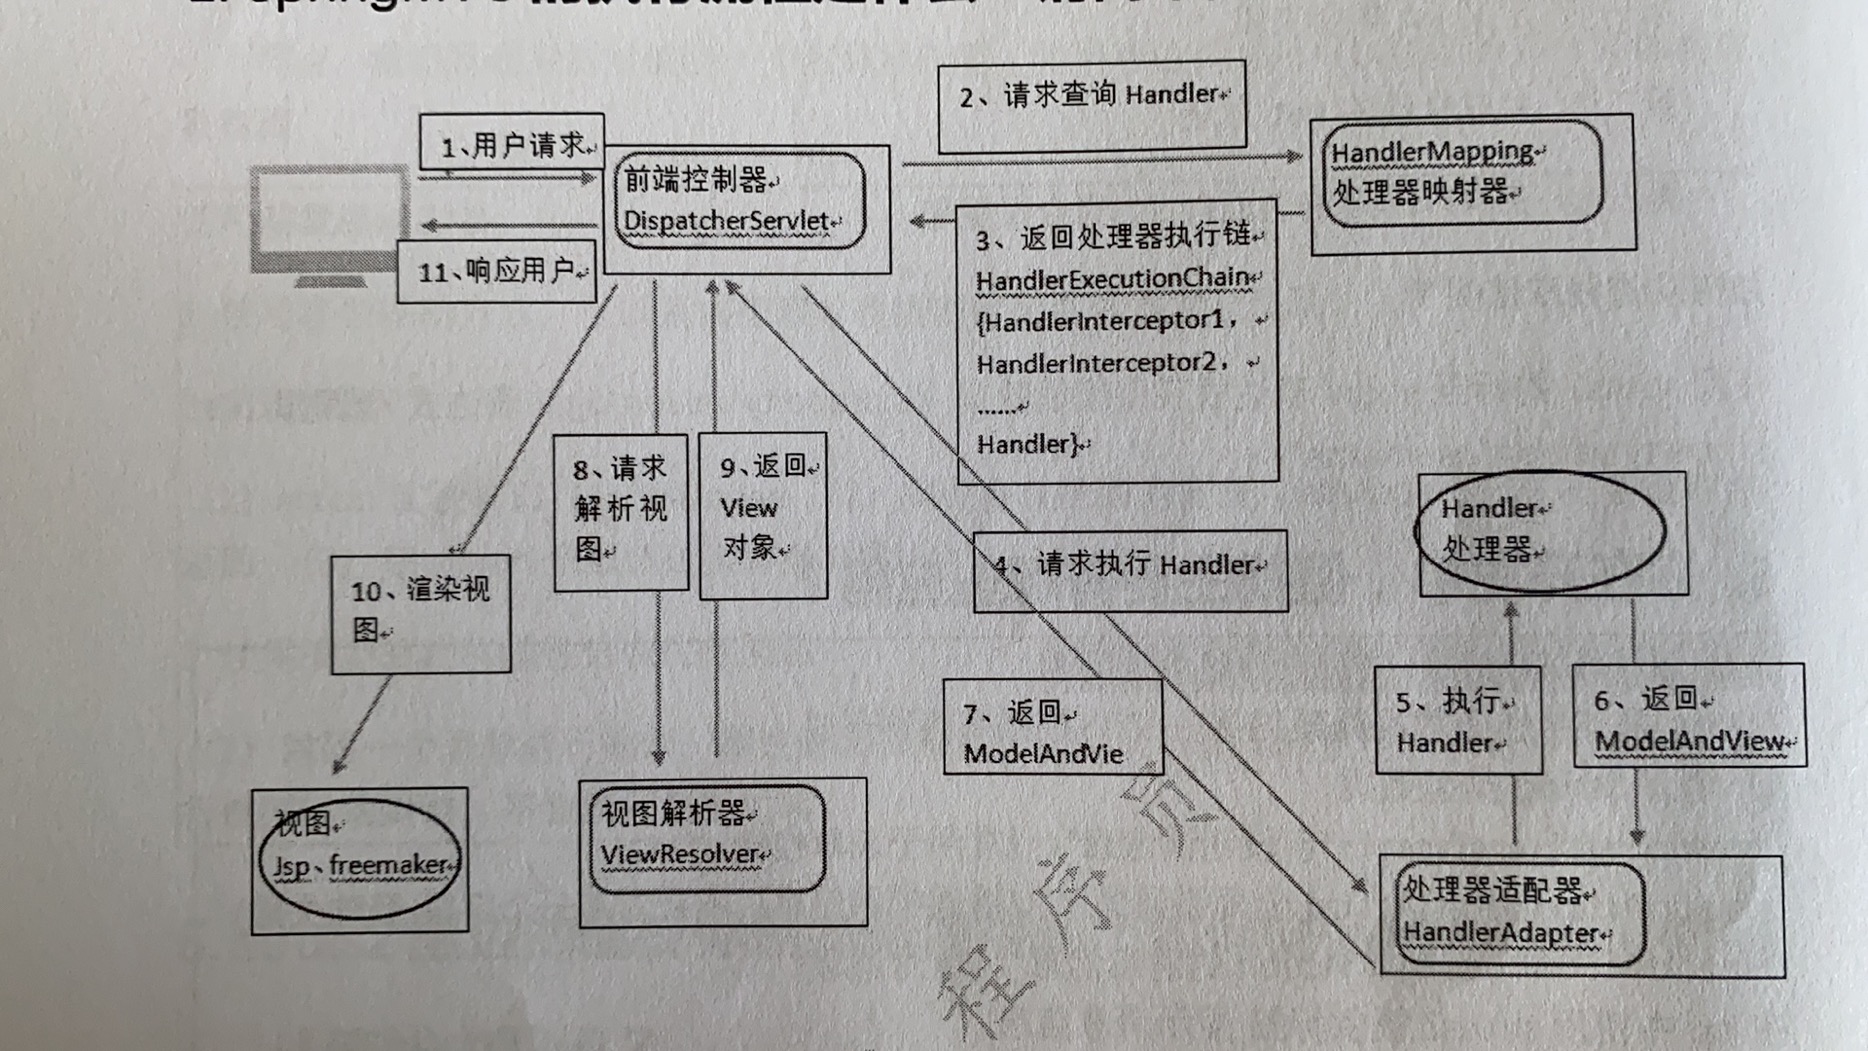 1、用户请求
2、请求查询 Handler
前端控制器
DispatcherServlet
HandlerMapping
处理器映射器
11、响应用户
3、返回处理器执行链
HandlerExecutionChain
{HandlerInterceptor1,
HandlerInterceptor2,
......
Handler}
8、请求
解析视
图
9、返回
View
对象
10、渲染视
图
4、请求执行 Handler
Handler
处理器
7、返回
ModelAndVie
5、执行
Handler
6、返回
ModelAndView
视图
Jsp、freemaker
视图解析器
ViewResolver
处理器适配器
HandlerAdapter
程序员